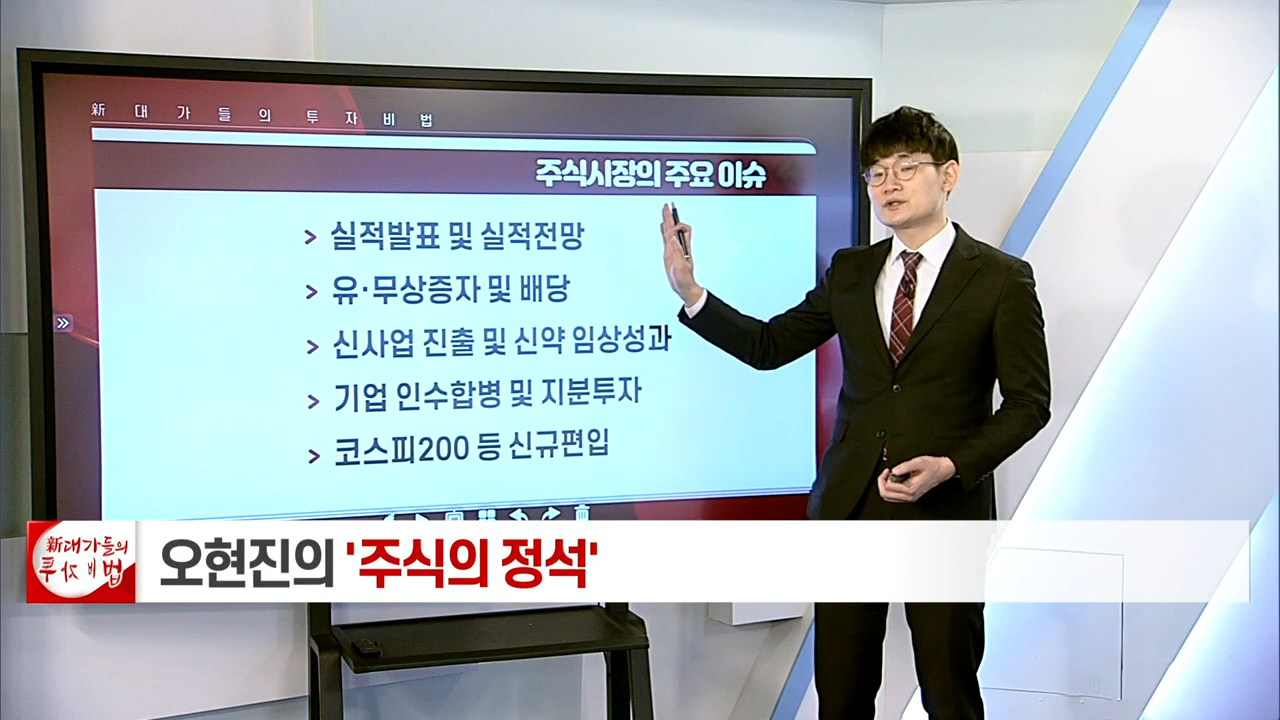 新 대 가 들 의 투 자 비 법
주식시장의 주요 이슈
> 실적발표 및 실적전망
> 유·무상증자 및 배당
> 신사업 진출 및 신약 임상성과
> 기업 인수합병 및 지분투자
> 코스피200 등 신규편입
新대가들의
투자비법
오현진의 '주식의 정석'